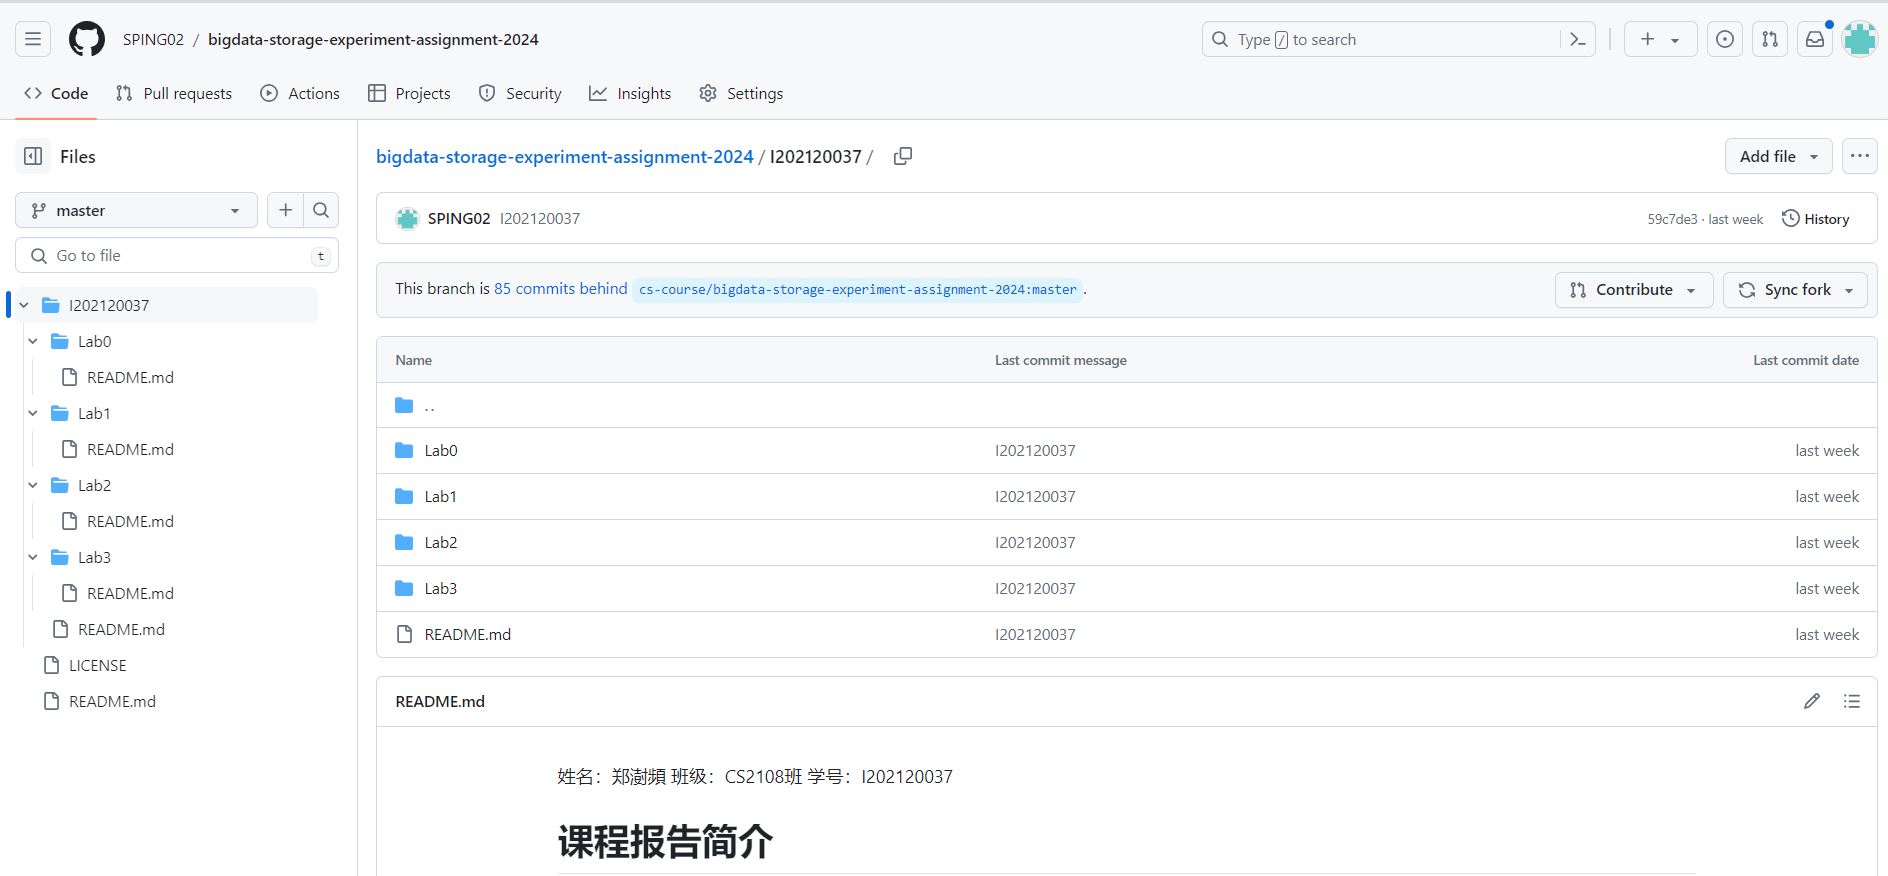 SPING02 / bigdata-storage-experiment-assignment-2024
Type / to search
Code Pull requests Actions Projects Security Insights Settings
Files
master
Go to file t
I202120037
Lab0
README.md
Lab1
README.md
Lab2
README.md
Lab3
README.md
README.md
LICENSE
README.md
bigdata-storage-experiment-assignment-2024 / I202120037 /
Add file
SPING02 I202120037
59c7de3 · last week History
This branch is 85 commits behind cs-course/bigdata-storage-experiment-assignment-2024:master .
Contribute Sync fork
Name Last commit message Last commit date
..
Lab0 I202120037 last week
Lab1 I202120037 last week
Lab2 I202120037 last week
Lab3 I202120037 last week
README.md I202120037 last week
README.md
姓名：郑澍頻 班级：CS2108班 学号：I202120037
课程报告简介